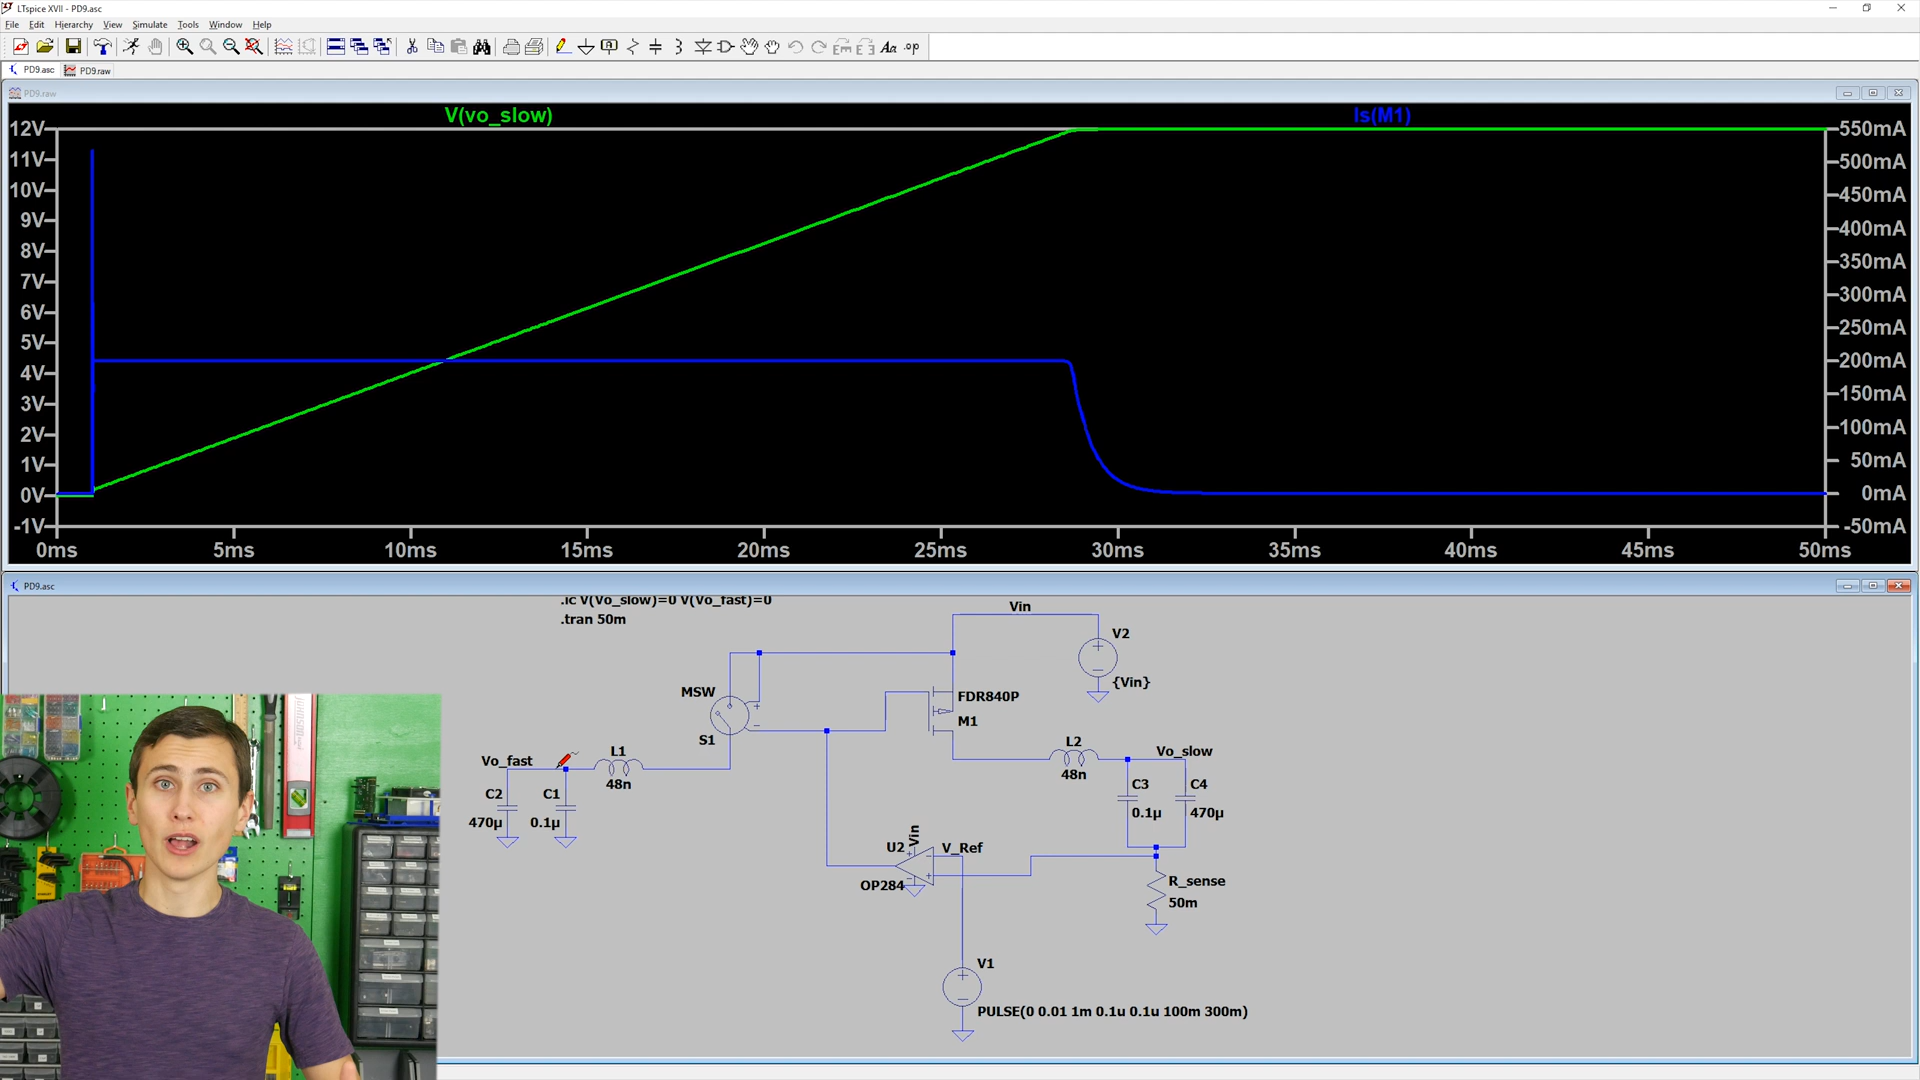 LTspice XVII - PD9.asc
File Edit Hierarchy View Simulate Tools Window Help
PD9.asc PD9.raw
PD9.raw
V(vo_slow) Is(M1)
12V 550mA
11V 500mA
10V 450mA
9V 400mA
8V 350mA
7V 300mA
6V 250mA
5V 200mA
4V 150mA
3V 100mA
2V 50mA
1V 0mA
0V -50mA
-1V
0ms 5ms 10ms 15ms 20ms 25ms 30ms 35ms 40ms 45ms 50ms
PD9.asc
.ic V(Vo_slow)=0 V(Vo_fast)=0
.tran 50m
Vin
V2
{Vin}
MSW
S1
FDR840P
M1
Vo_fast
L1
48n
C2
470µ
C1
0.1µ
L2
48n
Vo_slow
C3
0.1µ
C4
470µ
U2
Vin
V_Ref
OP284
R_sense
50m
V1
PULSE(0 0.01 1m 0.1u 0.1u 100m 300m)